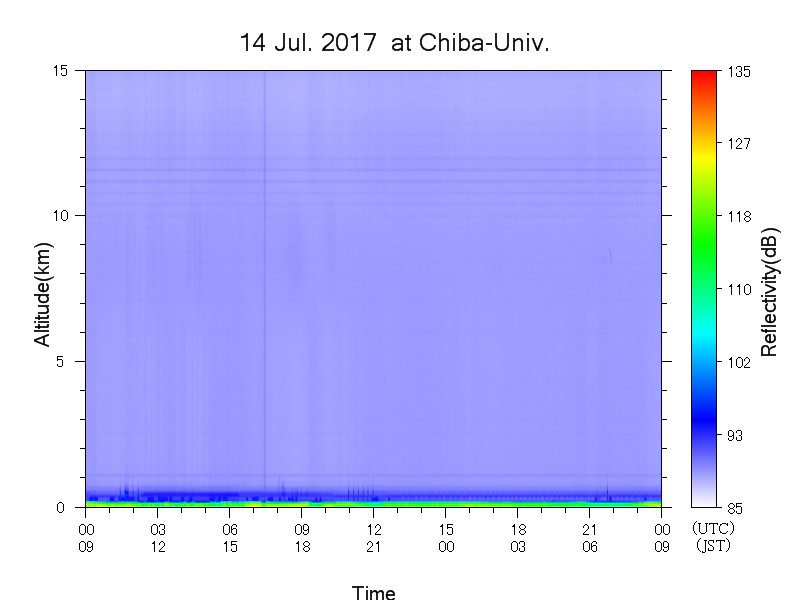 14 Jul. 2017 at Chiba-Univ.
15
10
5
0
Altitude(km)
135
127
118
110
102
93
85
Reflectivity(dB)
00 03 06 09 12 15 18 21 00 (UTC)
09 12 15 18 21 00 03 06 09 (JST)
Time